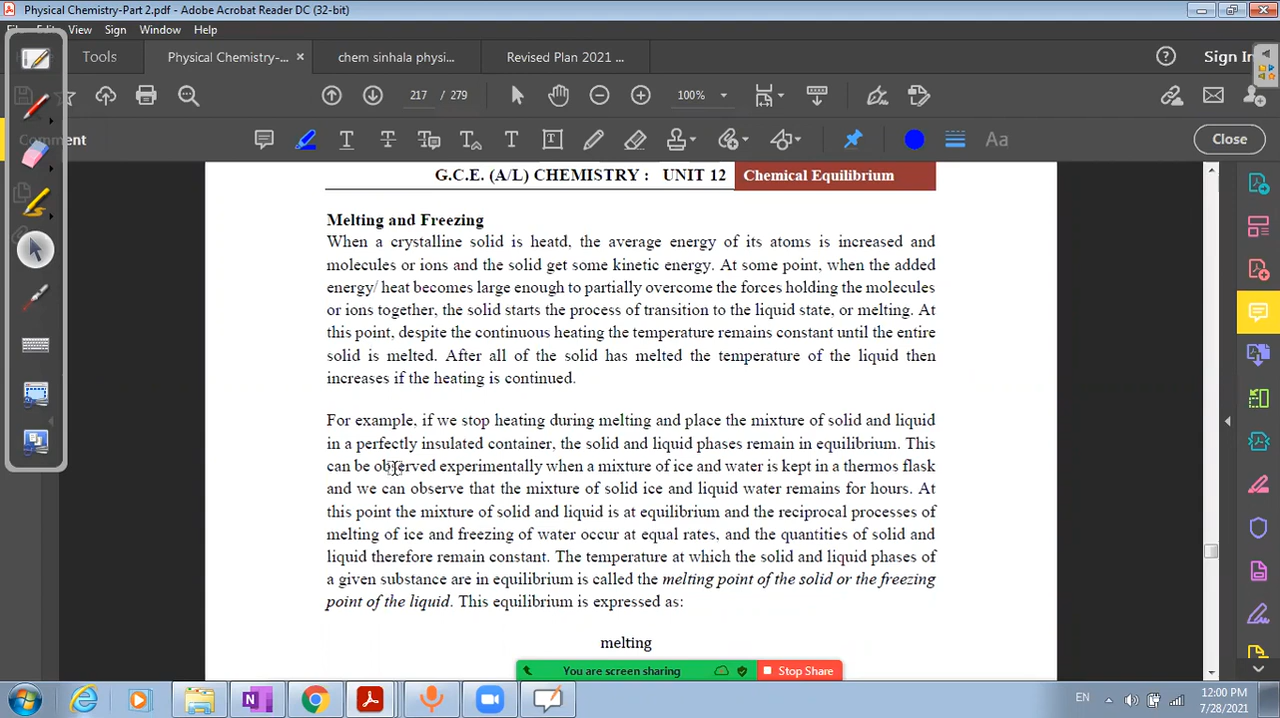 Physical Chemistry-Part 2.pdf - Adobe Acrobat Reader DC (32-bit)
View Sign Window Help
Tools Physical Chemistry-... × chem sinhala physi... Revised Plan 2021 ... Sign In
217 / 279 100%
Close
G.C.E. (A/L) CHEMISTRY : UNIT 12 Chemical Equilibrium
Melting and Freezing
When a crystalline solid is heatd, the average energy of its atoms is increased and
molecules or ions and the solid get some kinetic energy. At some point, when the added
energy/ heat becomes large enough to partially overcome the forces holding the molecules
or ions together, the solid starts the process of transition to the liquid state, or melting. At
this point, despite the continuous heating the temperature remains constant until the entire
solid is melted. After all of the solid has melted the temperature of the liquid then
increases if the heating is continued.
For example, if we stop heating during melting and place the mixture of solid and liquid
in a perfectly insulated container, the solid and liquid phases remain in equilibrium. This
can be observed experimentally when a mixture of ice and water is kept in a thermos flask
and we can observe that the mixture of solid ice and liquid water remains for hours. At
this point the mixture of solid and liquid is at equilibrium and the reciprocal processes of
melting of ice and freezing of water occur at equal rates, and the quantities of solid and
liquid therefore remain constant. The temperature at which the solid and liquid phases of
a given substance are in equilibrium is called the melting point of the solid or the freezing
point of the liquid. This equilibrium is expressed as:
melting
You are screen sharing Stop Share
EN 12:00 PM
7/28/2021